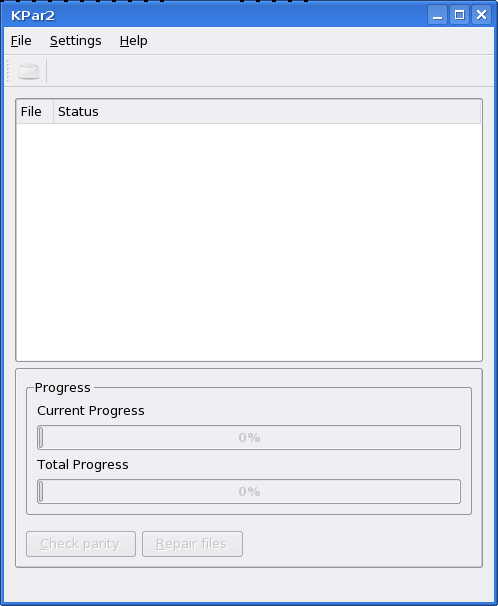 KPar2
File Settings Help
File Status
Progress
Current Progress
0%
Total Progress
0%
Check parity Repair files